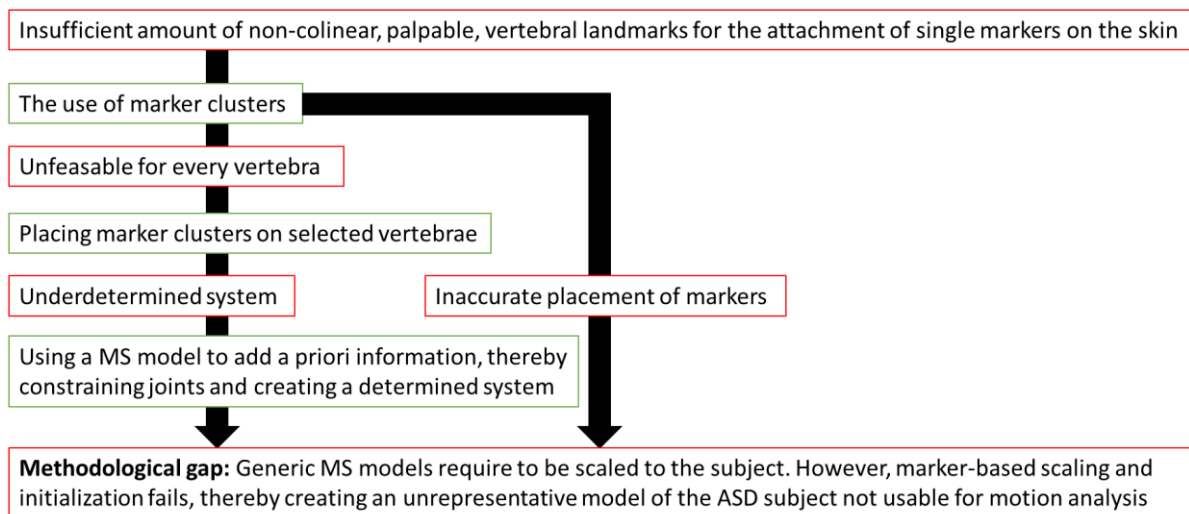 Insufficient amount of non-colinear, palpable, vertebral landmarks for the attachment of single markers on the skin
The use of marker clusters
Unfeasable for every vertebra
Placing marker clusters on selected vertebrae
Underdetermined system
Inaccurate placement of markers
Using a MS model to add a priori information, thereby
constraining joints and creating a determined system
Methodological gap: Generic MS models require to be scaled to the subject. However, marker-based scaling and
initialization fails, thereby creating an unrepresentative model of the ASD subject not usable for motion analysis